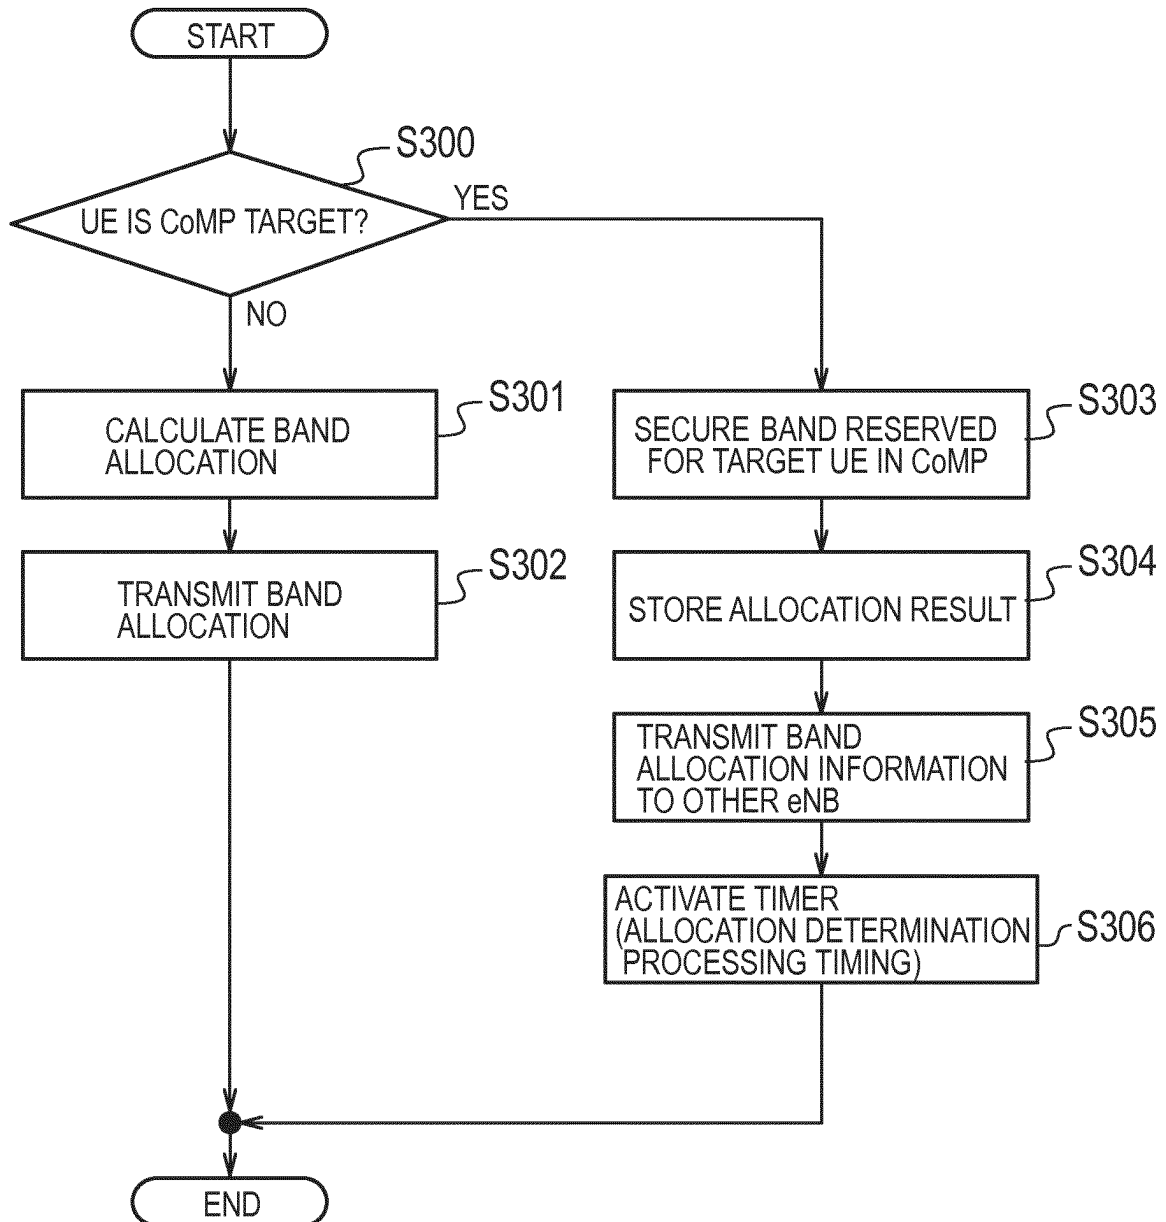 START
S300
UE IS CoMP TARGET?
YES
NO
S301
CALCULATE BAND
ALLOCATION
S302
TRANSMIT BAND
ALLOCATION
S303
SECURE BAND RESERVED
FOR TARGET UE IN CoMP
S304
STORE ALLOCATION RESULT
S305
TRANSMIT BAND
ALLOCATION INFORMATION
TO OTHER eNB
S306
ACTIVATE TIMER
(ALLOCATION DETERMINATION
PROCESSING TIMING)
END